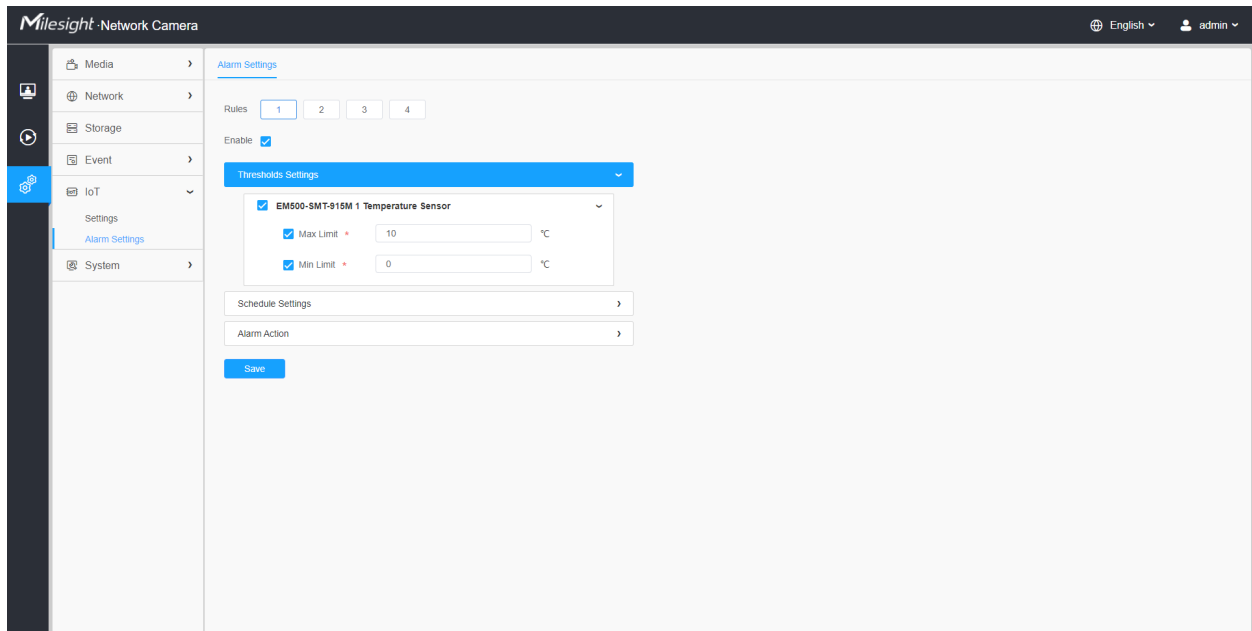 Milesight · Network Camera
English
admin
Media
Network
Storage
Event
IoT
Settings
Alarm Settings
System
Alarm Settings
Rules 1 2 3 4
Enable
Thresholds Settings
EM500-SMT-915M 1 Temperature Sensor
Max Limit * 10 ℃
Min Limit * 0 ℃
Schedule Settings
Alarm Action
Save